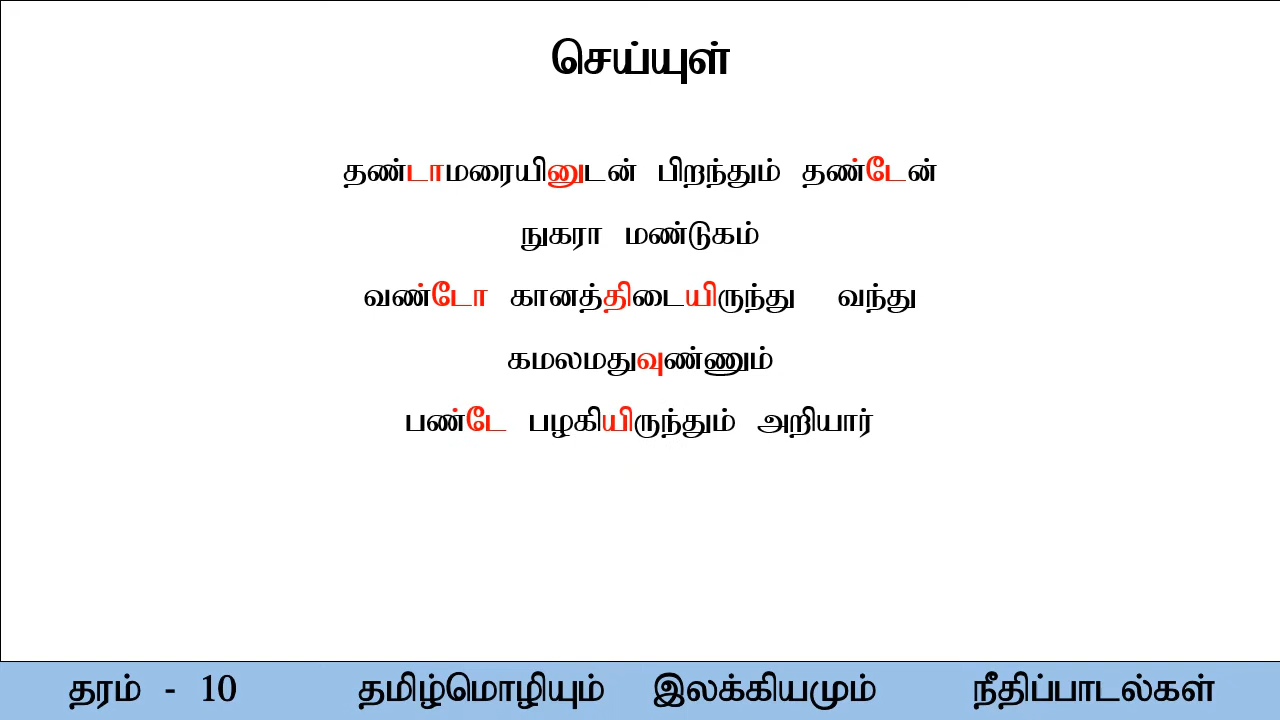 செய்யுள்
தண்டாமரையினுடன் பிறந்தும் தண்டேன்
நுகரா மண்டுகம்
வண்டோ கானத்திடையிருந்து வந்து
கமலமதுவுண்ணும்
பண்டே பழகியிருந்தும் அறியார்
தரம் - 10 தமிழ்மொழியும் இலக்கியமும் நீதிப்பாடல்கள்